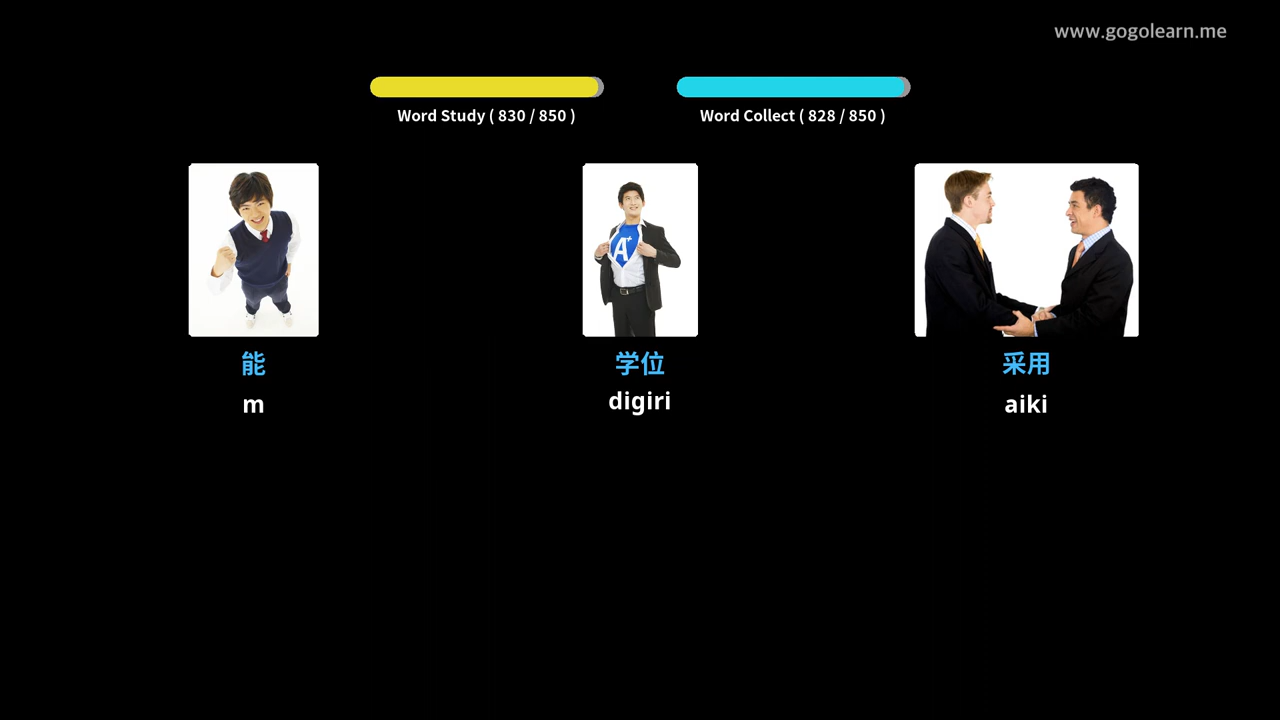 www.gogolearn.me
Word Study ( 830 / 850 )
Word Collect ( 828 / 850 )
A+
能
学位
采用
m
digiri
aiki